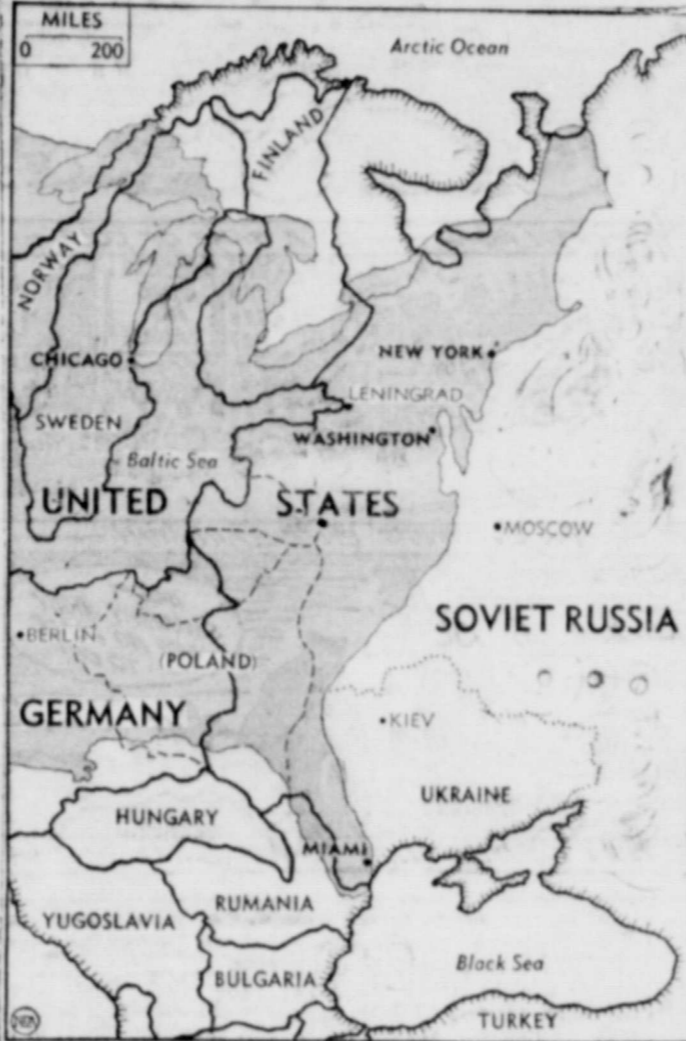 MILES
0 200
Arctic Ocean
FINLAND
NORWAY
CHICAGO
NEW YORK
LENINGRAD
SWEDEN
WASHINGTON
Baltic Sea
UNITED STATES
MOSCOW
BERLIN
(POLAND)
SOVIET RUSSIA
GERMANY
KIEV
UKRAINE
HUNGARY
MIAMI
RUMANIA
YUGOSLAVIA
BULGARIA
Black Sea
TURKEY